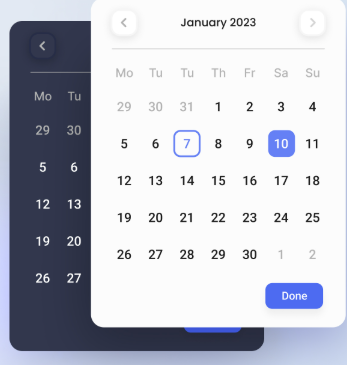 January 2023
Mo Tu Tu Th Fr Sa Su
29 30 31 1 2 3 4
5 6 7 8 9 10 11
12 13 14 15 16 17 18
19 20 21 22 23 24 25
26 27 28 29 30 1 2
Done
Mo Tu
29 30
5 6
12 13
19 20
26 27